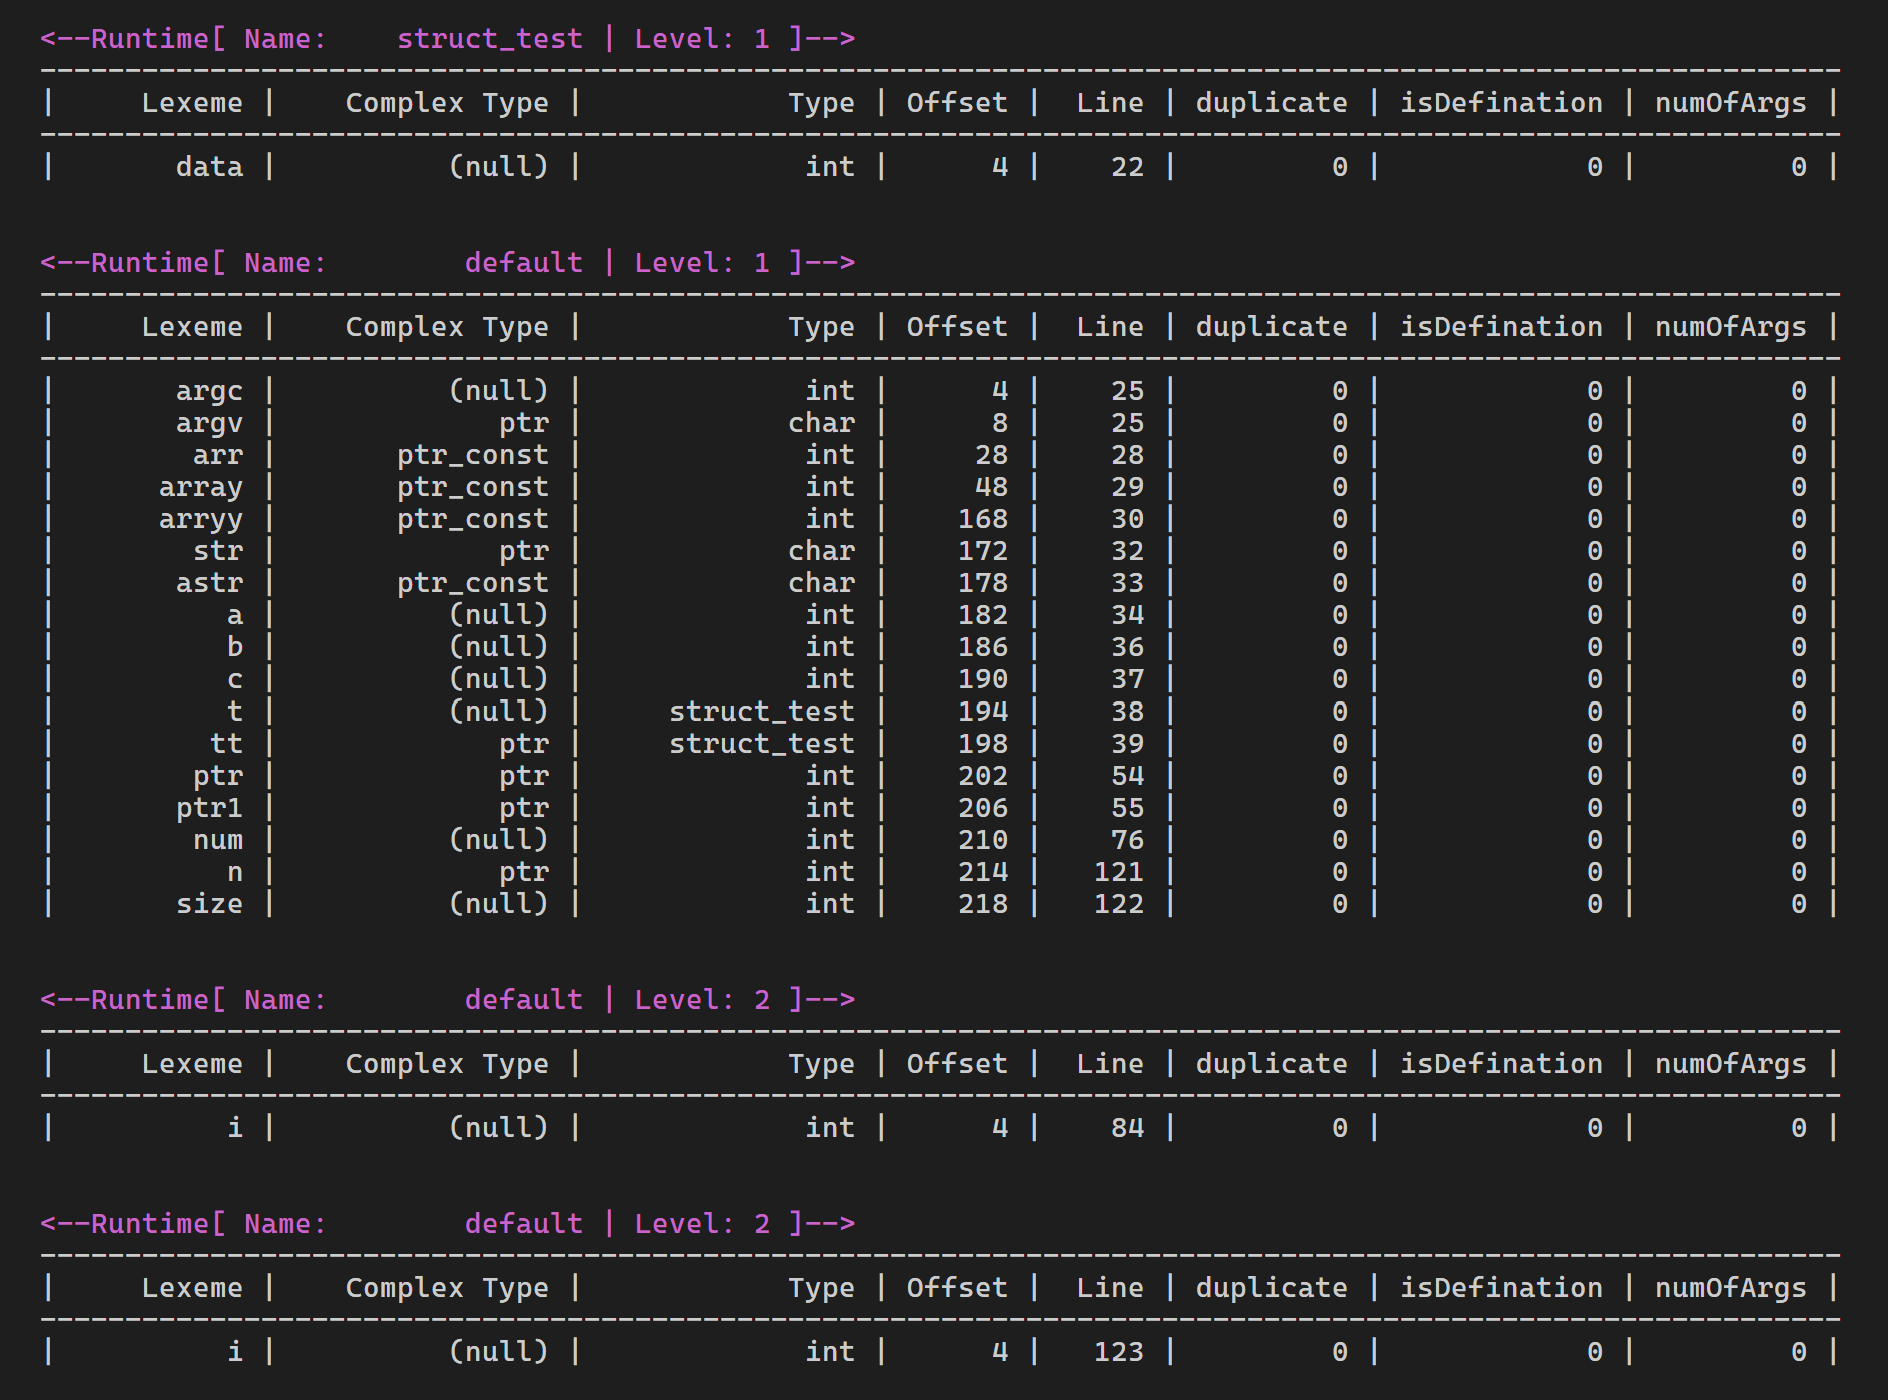 <--Runtime[ Name:    struct_test | Level: 1 ]-->
----------------------------------------------------------------------------------------------------------
|     Lexeme |    Complex Type |            Type | Offset |  Line | duplicate | isDefination | numOfArgs |
----------------------------------------------------------------------------------------------------------
|       data |          (null) |             int |      4 |    22 |         0 |            0 |         0 |
<--Runtime[ Name:        default | Level: 1 ]-->
----------------------------------------------------------------------------------------------------------
|     Lexeme |    Complex Type |            Type | Offset |  Line | duplicate | isDefination | numOfArgs |
----------------------------------------------------------------------------------------------------------
|       argc |          (null) |             int |      4 |    25 |         0 |            0 |         0 |
|       argv |             ptr |            char |      8 |    25 |         0 |            0 |         0 |
|        arr |       ptr_const |             int |     28 |    28 |         0 |            0 |         0 |
|      array |       ptr_const |             int |     48 |    29 |         0 |            0 |         0 |
|      arryy |       ptr_const |             int |    168 |    30 |         0 |            0 |         0 |
|        str |             ptr |            char |    172 |    32 |         0 |            0 |         0 |
|       astr |       ptr_const |            char |    178 |    33 |         0 |            0 |         0 |
|          a |          (null) |             int |    182 |    34 |         0 |            0 |         0 |
|          b |          (null) |             int |    186 |    36 |         0 |            0 |         0 |
|          c |          (null) |             int |    190 |    37 |         0 |            0 |         0 |
|          t |          (null) |     struct_test |    194 |    38 |         0 |            0 |         0 |
|         tt |             ptr |     struct_test |    198 |    39 |         0 |            0 |         0 |
|        ptr |             ptr |             int |    202 |    54 |         0 |            0 |         0 |
|       ptr1 |             ptr |             int |    206 |    55 |         0 |            0 |         0 |
|        num |          (null) |             int |    210 |    76 |         0 |            0 |         0 |
|          n |             ptr |             int |    214 |   121 |         0 |            0 |         0 |
|       size |          (null) |             int |    218 |   122 |         0 |            0 |         0 |
<--Runtime[ Name:        default | Level: 2 ]-->
----------------------------------------------------------------------------------------------------------
|     Lexeme |    Complex Type |            Type | Offset |  Line | duplicate | isDefination | numOfArgs |
----------------------------------------------------------------------------------------------------------
|          i |          (null) |             int |      4 |    84 |         0 |            0 |         0 |
<--Runtime[ Name:        default | Level: 2 ]-->
----------------------------------------------------------------------------------------------------------
|     Lexeme |    Complex Type |            Type | Offset |  Line | duplicate | isDefination | numOfArgs |
----------------------------------------------------------------------------------------------------------
|          i |          (null) |             int |      4 |   123 |         0 |            0 |         0 |